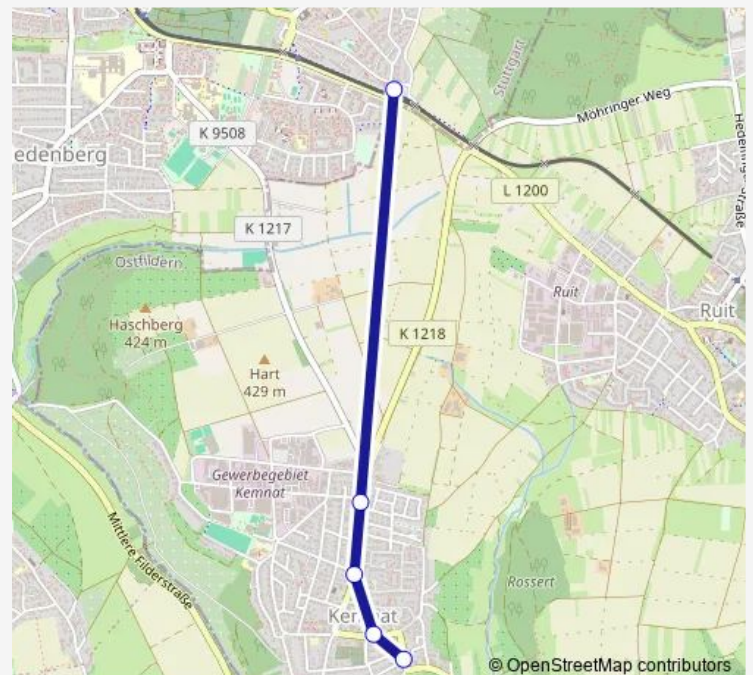 Stuttgart
Möhringer Weg
K 9508
edenberg
L 1200
K 1217
Ostfildern
Ruit
Ruit
Haschberg
424 m
K 1218
Hart
429 m
Gewerbegebiet
Kemnat
Mittlere Filderstraße
Rossert
© OpenStreetMap contributors